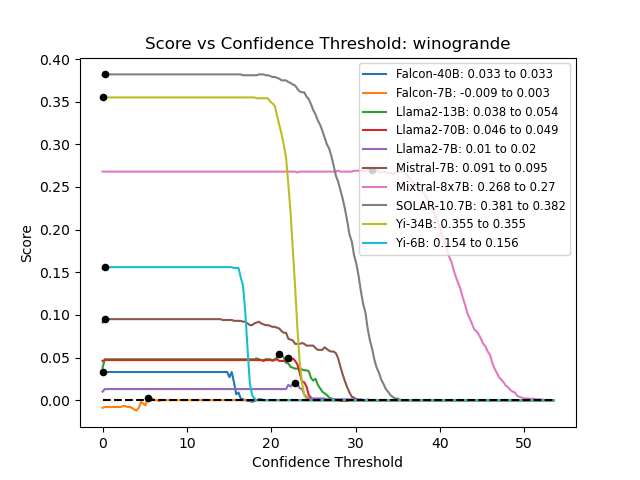 Score vs Confidence Threshold: winogrande
0.40
0.35
0.30
0.25
0.20
0.15
0.10
0.05
0.00
Score
Falcon-40B: 0.033 to 0.033
Falcon-7B: -0.009 to 0.003
Llama2-13B: 0.038 to 0.054
Llama2-70B: 0.046 to 0.049
Llama2-7B: 0.01 to 0.02
Mistral-7B: 0.091 to 0.095
Mixtral-8x7B: 0.268 to 0.27
SOLAR-10.7B: 0.381 to 0.382
Yi-34B: 0.355 to 0.355
Yi-6B: 0.154 to 0.156
0 10 20 30 40 50
Confidence Threshold